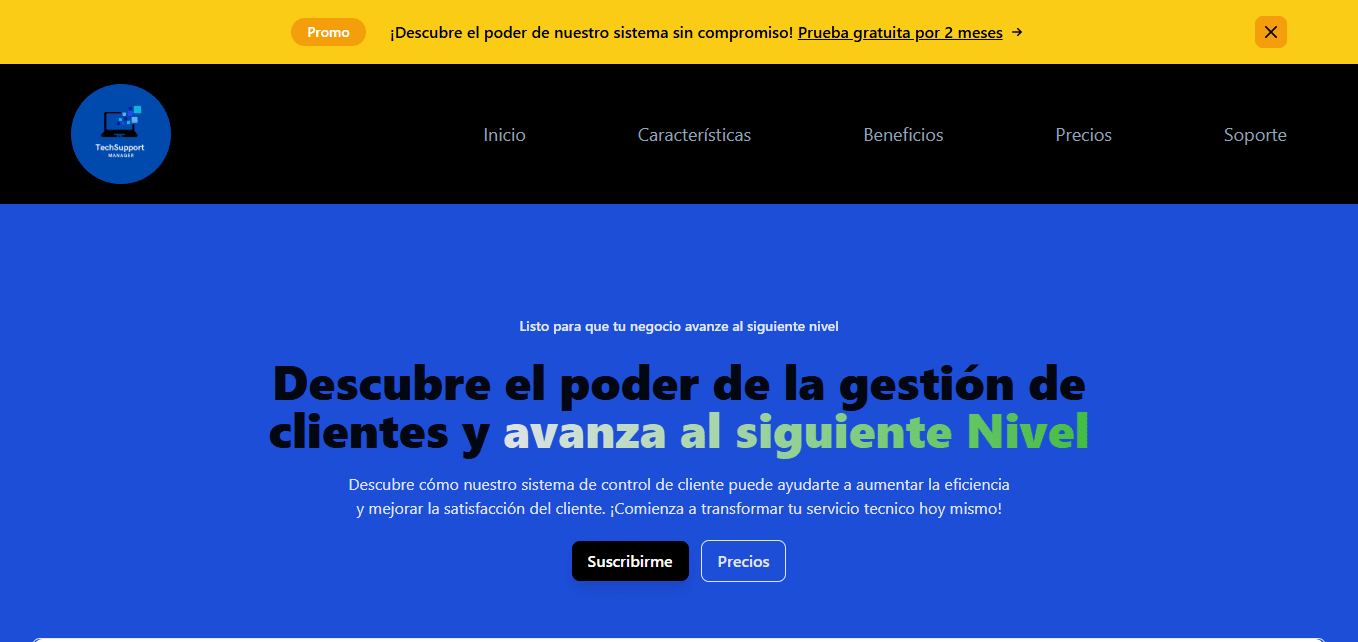 Promo ¡Descubre el poder de nuestro sistema sin compromiso! Prueba gratuita por 2 meses →
TechSupport
MANAGER
Inicio Características Beneficios Precios Soporte
Listo para que tu negocio avanze al siguiente nivel
Descubre el poder de la gestión de
clientes y avanza al siguiente Nivel
Descubre cómo nuestro sistema de control de cliente puede ayudarte a aumentar la eficiencia
y mejorar la satisfacción del cliente. ¡Comienza a transformar tu servicio tecnico hoy mismo!
Suscribirme Precios